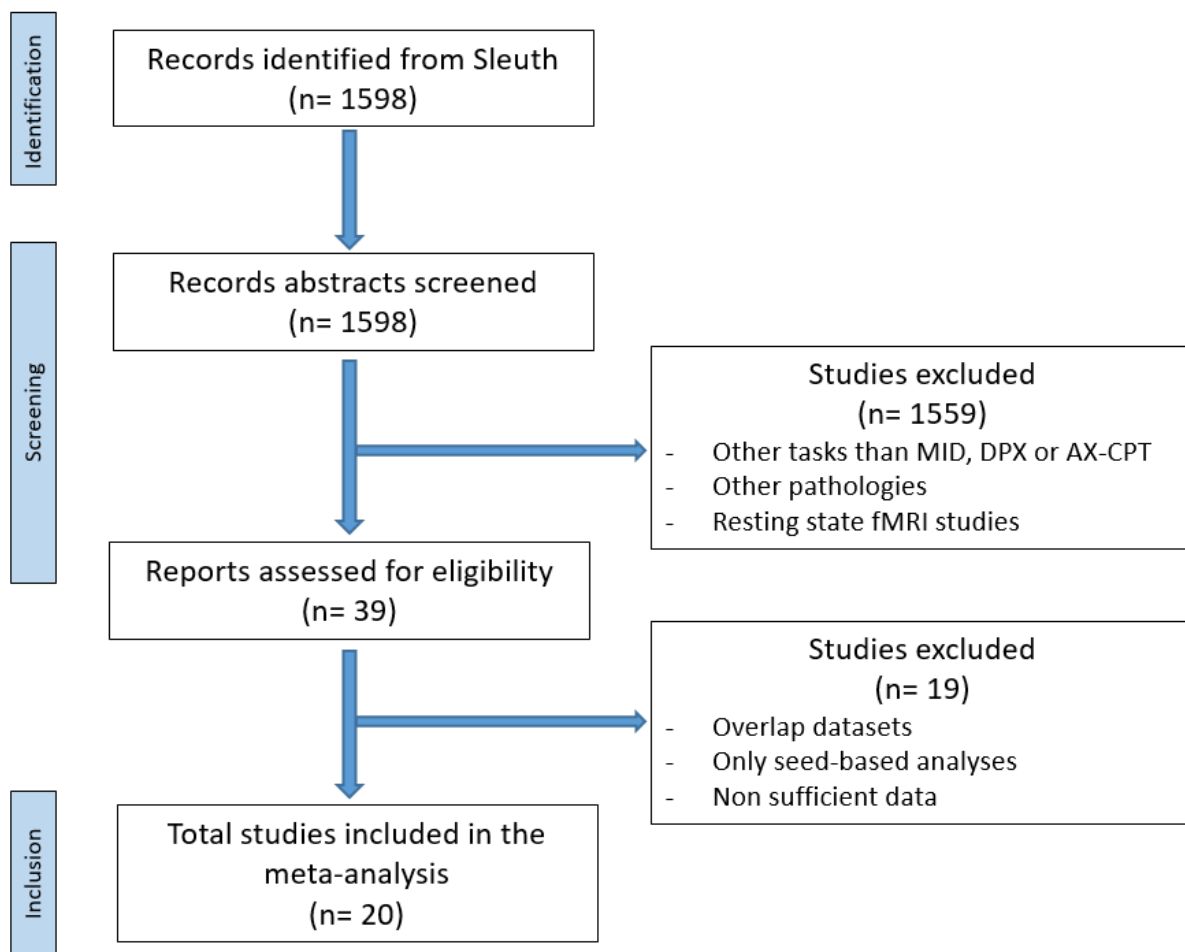 Identification
Records identified from Sleuth
(n= 1598)
Screening
Records abstracts screened
(n= 1598)
Studies excluded
(n= 1559)
- Other tasks than MID, DPX or AX-CPT
- Other pathologies
- Resting state fMRI studies
Reports assessed for eligibility
(n= 39)
Studies excluded
(n= 19)
- Overlap datasets
- Only seed-based analyses
- Non sufficient data
Inclusion
Total studies included in the
meta-analysis
(n= 20)